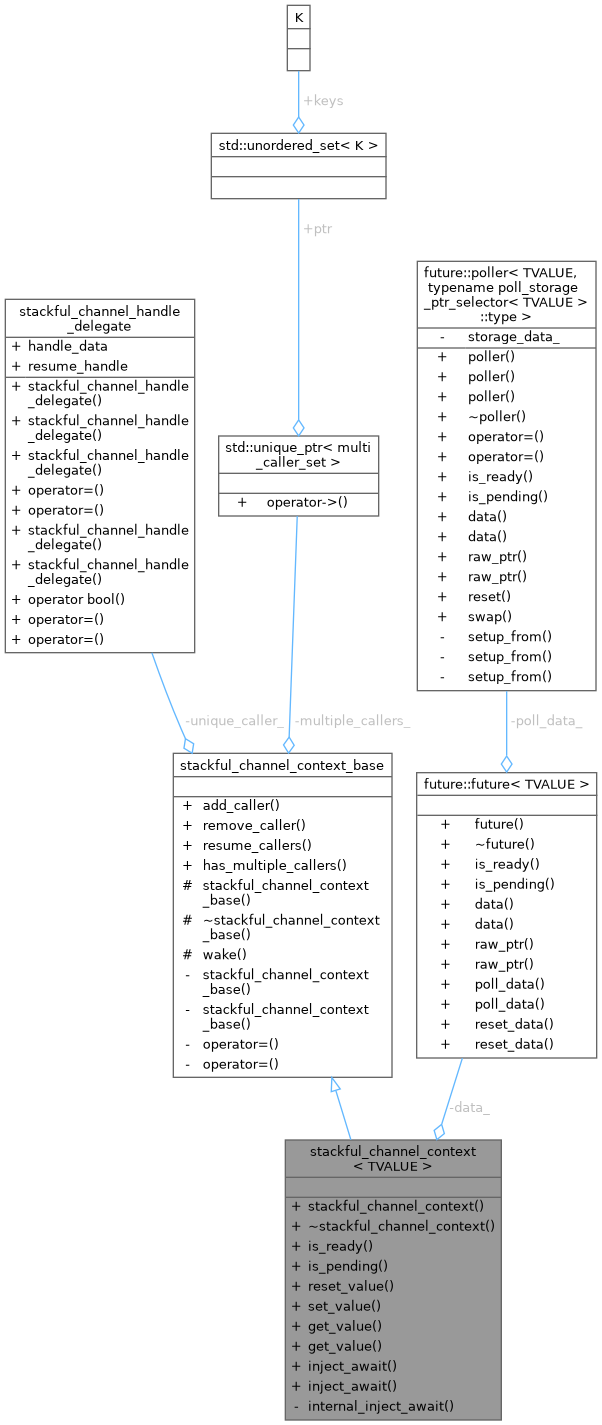 K
+keys
std::unordered_set< K >
+ptr
stackful_channel_handle
_delegate
+ handle_data
+ resume_handle
+ stackful_channel_handle
_delegate()
+ stackful_channel_handle
_delegate()
+ stackful_channel_handle
_delegate()
+ operator=()
+ operator=()
+ stackful_channel_handle
_delegate()
+ stackful_channel_handle
_delegate()
+ operator bool()
+ operator=()
+ operator=()
std::unique_ptr< multi
_caller_set >
+ operator->()
future::poller< TVALUE,
typename poll_storage
_ptr_selector< TVALUE >
::type >
- storage_data_
+ poller()
+ poller()
+ poller()
+ ~poller()
+ operator=()
+ operator=()
+ is_ready()
+ is_pending()
+ data()
+ data()
+ raw_ptr()
+ raw_ptr()
+ reset()
+ swap()
- setup_from()
- setup_from()
- setup_from()
-unique_caller_
-multiple_callers_
-poll_data_
stackful_channel_context_base
+ add_caller()
+ remove_caller()
+ resume_callers()
+ has_multiple_callers()
# stackful_channel_context
_base()
# ~stackful_channel_context
_base()
# wake()
- stackful_channel_context
_base()
- stackful_channel_context
_base()
- operator=()
- operator=()
future::future< TVALUE >
+ future()
+ ~future()
+ is_ready()
+ is_pending()
+ data()
+ data()
+ raw_ptr()
+ raw_ptr()
+ poll_data()
+ poll_data()
+ reset_data()
+ reset_data()
-data_
stackful_channel_context
< TVALUE >
+ stackful_channel_context()
+ ~stackful_channel_context()
+ is_ready()
+ is_pending()
+ reset_value()
+ set_value()
+ get_value()
+ get_value()
+ inject_await()
+ inject_await()
- internal_inject_await()